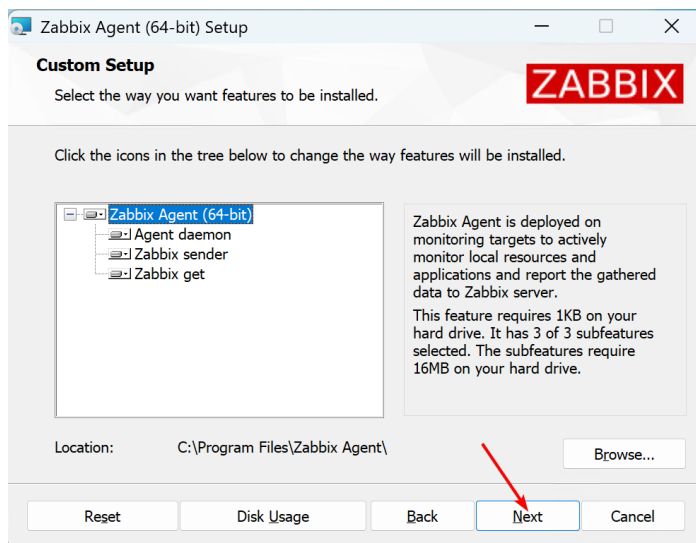 Zabbix Agent (64-bit) Setup
Custom Setup
Select the way you want features to be installed.
ZABBIX
Click the icons in the tree below to change the way features will be installed.
Zabbix Agent (64-bit)
Agent daemon
Zabbix sender
Zabbix get
Zabbix Agent is deployed on
monitoring targets to actively
monitor local resources and
applications and report the gathered
data to Zabbix server.
This feature requires 1KB on your
hard drive. It has 3 of 3 subfeatures
selected. The subfeatures require
16MB on your hard drive.
Location: C:\Program Files\Zabbix Agent\
Browse...
Reset Disk Usage Back Next Cancel